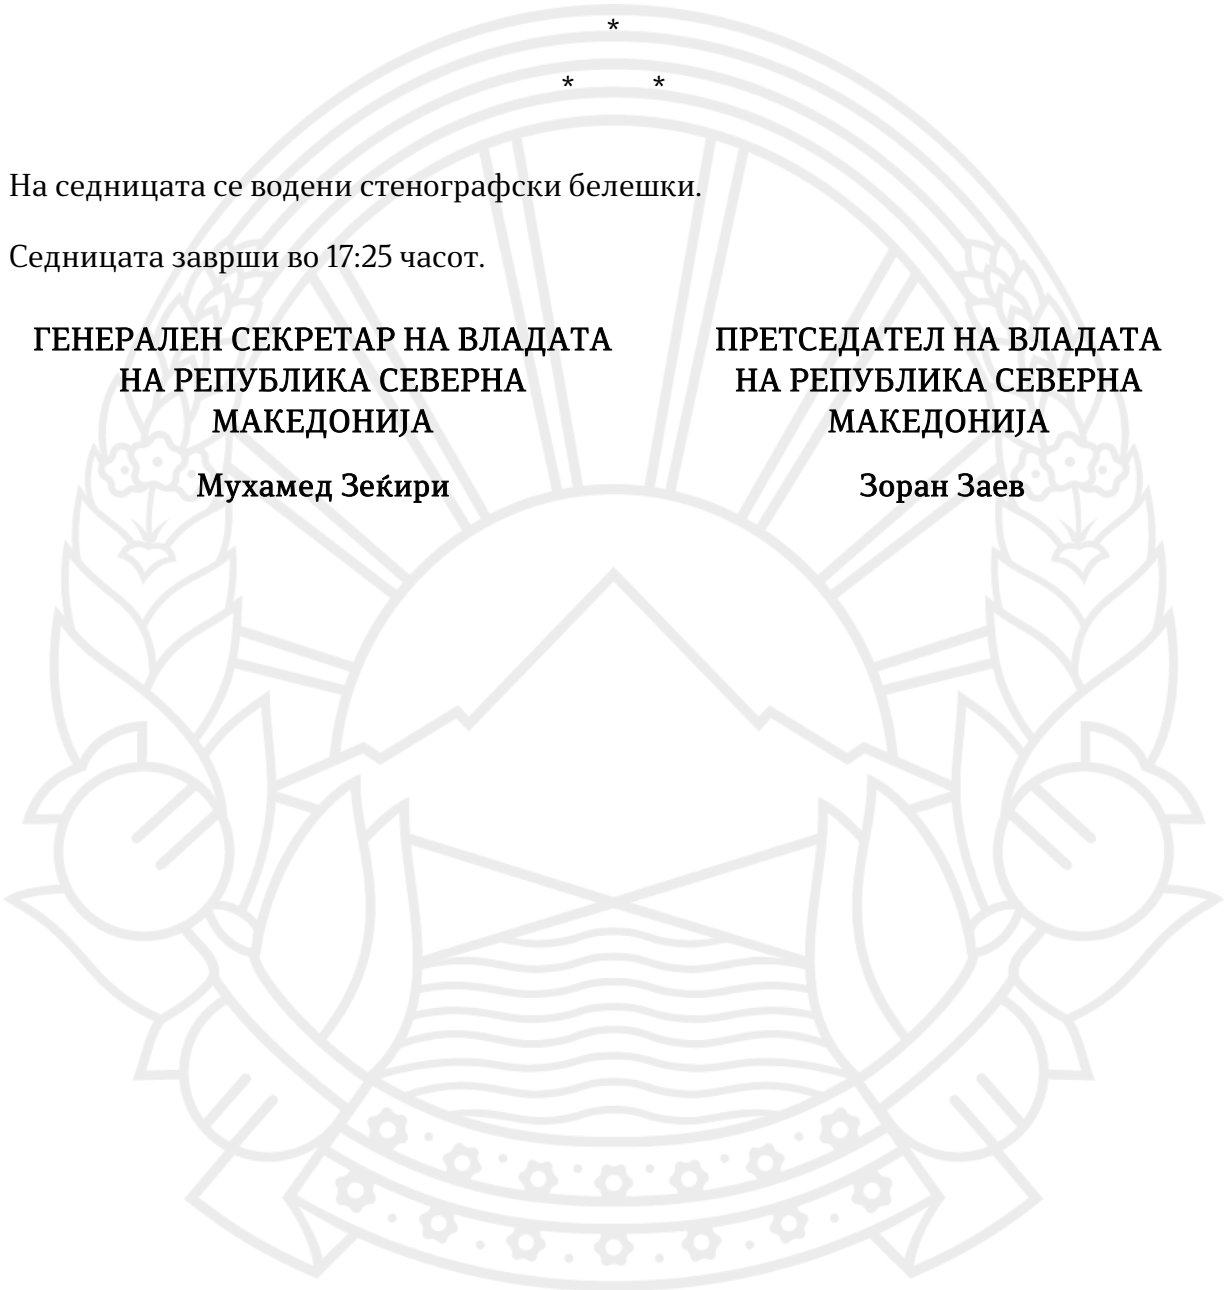 *
* *
На седницата се водени стенографски белешки.
Седницата заврши во 17:25 часот.
ГЕНЕРАЛЕН СЕКРЕТАР НА ВЛАДАТА
НА РЕПУБЛИКА СЕВЕРНА
МАКЕДОНИЈА
Мухамед Зеќири
ПРЕТСЕДАТЕЛ НА ВЛАДАТА
НА РЕПУБЛИКА СЕВЕРНА
МАКЕДОНИЈА
Зоран Заев